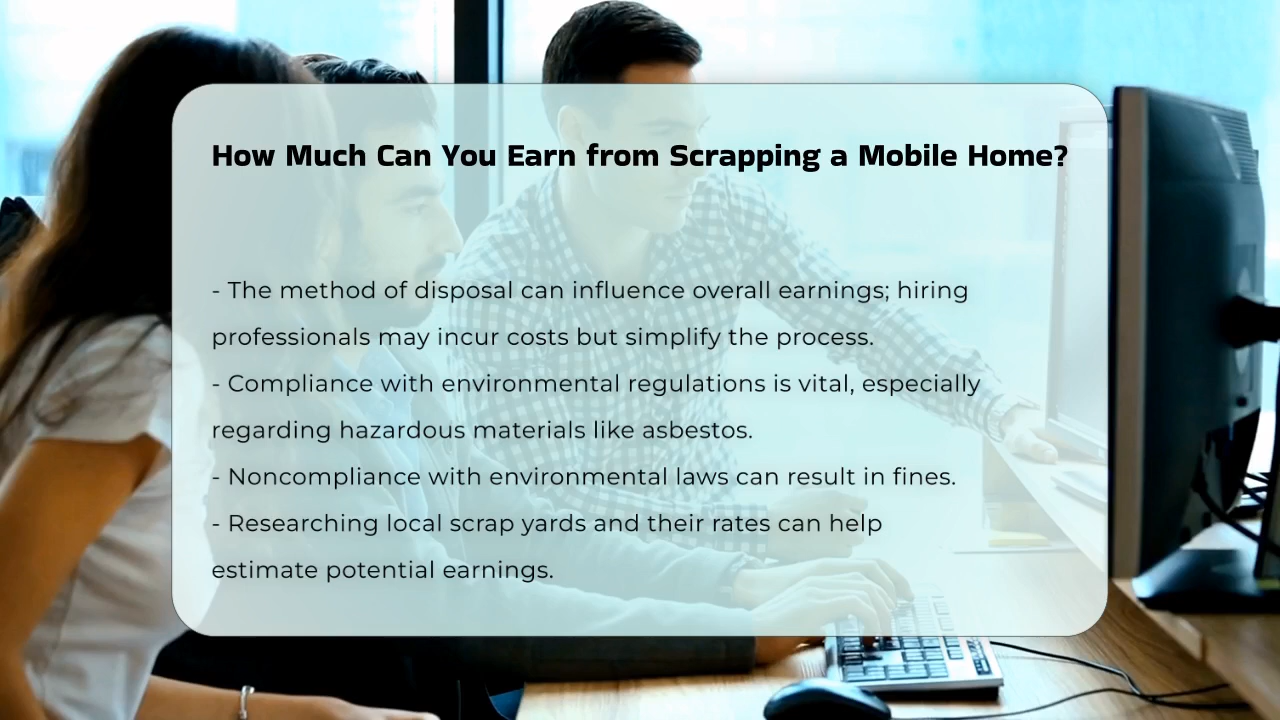 How Much Can You Earn from Scrapping a Mobile Home?
- The method of disposal can influence overall earnings; hiring
professionals may incur costs but simplify the process.
- Compliance with environmental regulations is vital, especially
regarding hazardous materials like asbestos.
- Noncompliance with environmental laws can result in fines.
- Researching local scrap yards and their rates can help
estimate potential earnings.